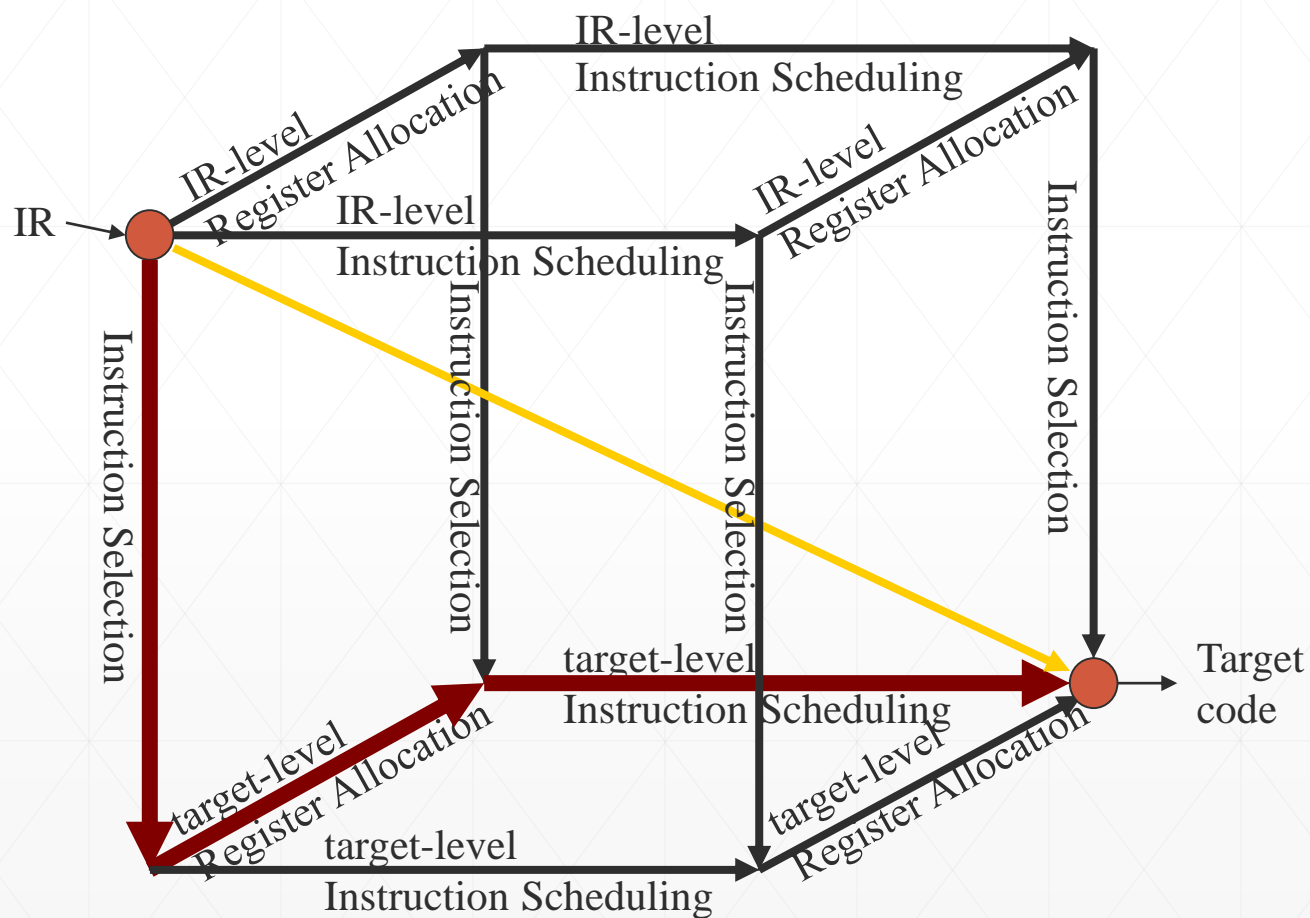 IR-level
Instruction Scheduling
IR-level
Register Allocation
IR-level
Register Allocation
IR
IR-level
Instruction Scheduling
Instruction Selection
Instruction Selection
Instruction Selection
Instruction Selection
target-level
Instruction Scheduling
Target
code
target-level
Register Allocation
target-level
Register Allocation
target-level
Instruction Scheduling